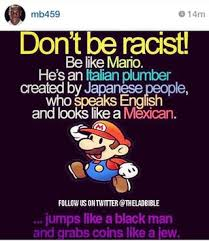 mb459
14m
Don't be racist!
Be like Mario.
He's an Italian plumber
created by Japanese people,
who speaks English
and looks like a Mexican.
FOLLOW US ON TWITTER @THELADBIBLE
... jumps like a black man
and grabs coins like a jew.